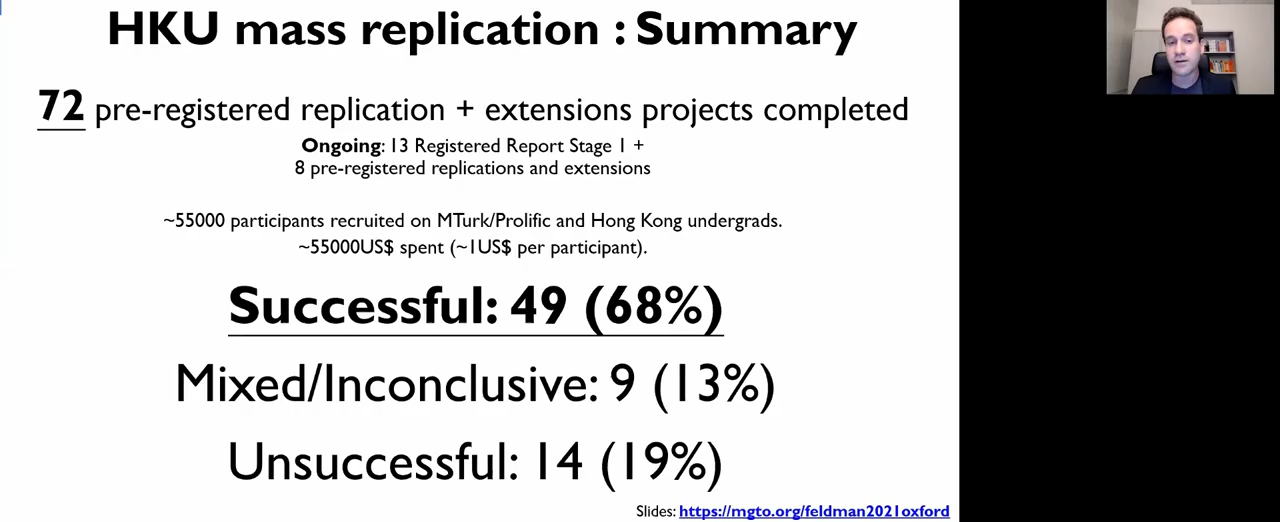 HKU mass replication : Summary
72 pre-registered replication + extensions projects completed
Ongoing: 13 Registered Report Stage 1 +
8 pre-registered replications and extensions
~55000 participants recruited on MTurk/Prolific and Hong Kong undergrads.
~55000US$ spent (~1US$ per participant).
Successful: 49 (68%)
Mixed/Inconclusive: 9 (13%)
Unsuccessful: 14 (19%)
Slides: https://mgto.org/feldman2021oxford